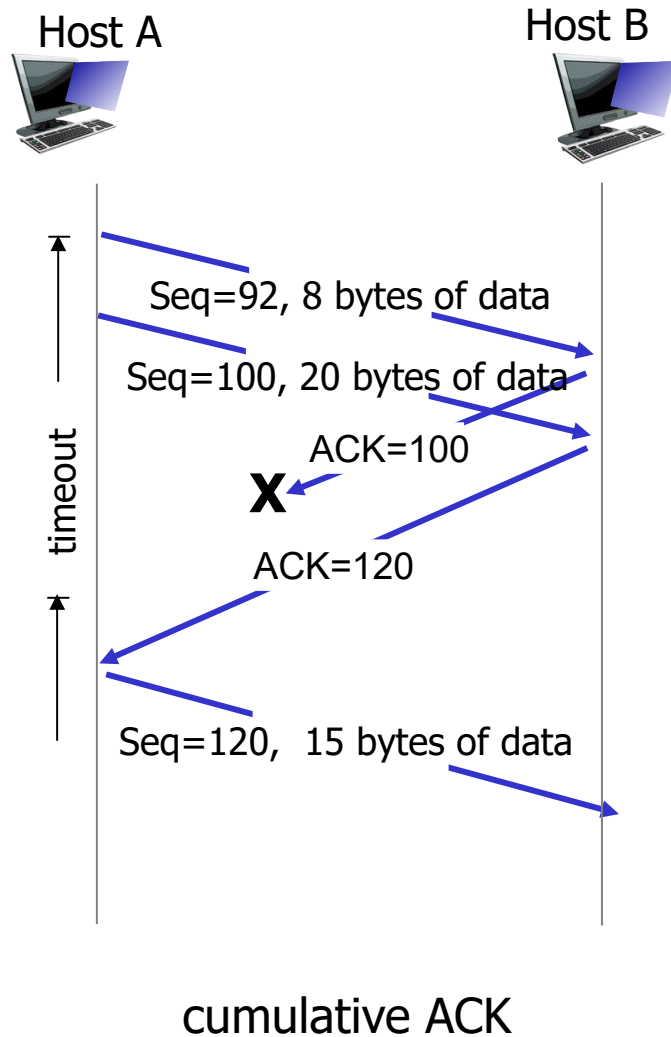 Host A
Host B
Seq=92, 8 bytes of data
Seq=100, 20 bytes of data
ACK=100
X
timeout
ACK=120
Seq=120, 15 bytes of data
cumulative ACK